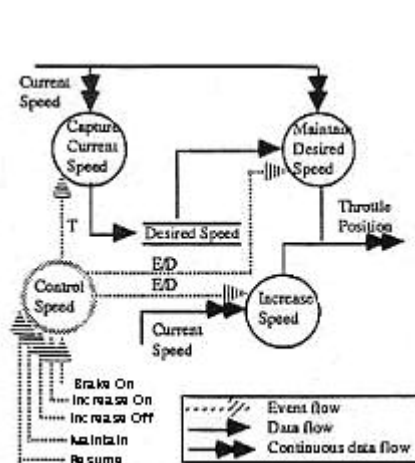 Current
Speed
Capture
Current
Speed
Maintain
Desired
Speed
Throttle
Position
T
Desired Speed
E/D
E/D
Control
Speed
Increase
Speed
Current
Speed
Brake On
Increase On
Increase Off
Maintain
Resume
Event flow
Data flow
Continuous data flow